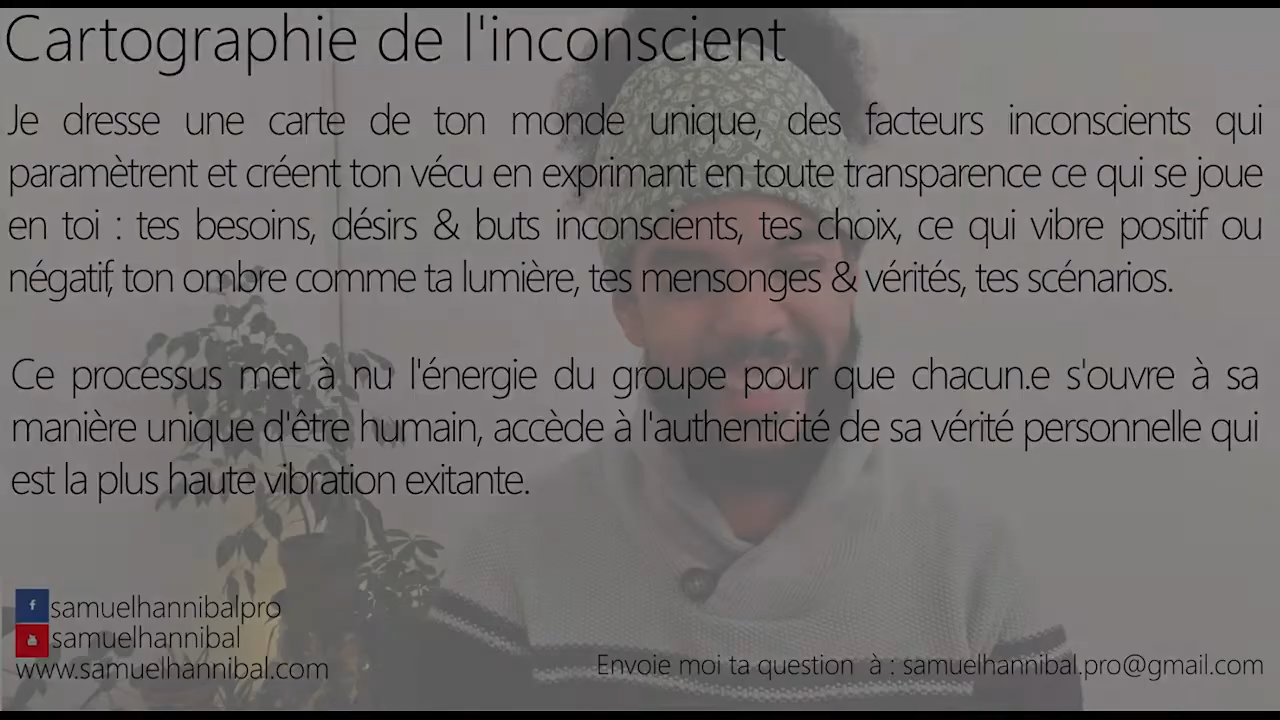 Cartographie de l'inconscient
Je dresse une carte de ton monde unique, des facteurs inconscients qui
paramètrent et créent ton vécu en exprimant en toute transparence ce qui se joue
en toi : tes besoins, désirs & buts inconscients, tes choix, ce qui vibre positif ou
négatif, ton ombre comme ta lumière, tes mensonges & vérités, tes scénarios.
Ce processus met à nu l'énergie du groupe pour que chacun.e s'ouvre à sa
manière unique d'être humain, accède à l'authenticité de sa vérité personnelle qui
est la plus haute vibration exitante.
f samuelhannibalpro
samuelhannibal
www.samuelhannibal.com
Envoie moi ta question à : samuelhannibal.pro@gmail.com